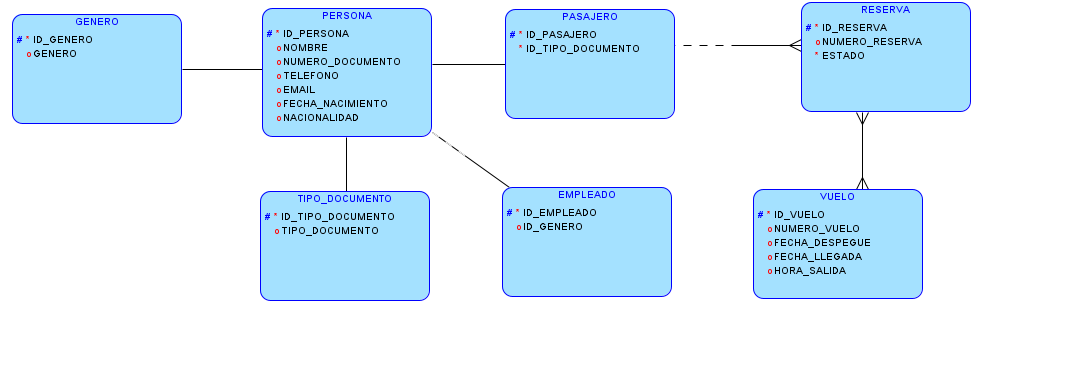 GENERO
# * ID_GENERO
o GENERO
PERSONA
# * ID_PERSONA
o NOMBRE
o NUMERO_DOCUMENTO
o TELEFONO
o EMAIL
o FECHA_NACIMIENTO
o NACIONALIDAD
PASAJERO
# * ID_PASAJERO
* ID_TIPO_DOCUMENTO
RESERVA
# * ID_RESERVA
o NUMERO_RESERVA
* ESTADO
TIPO_DOCUMENTO
# * ID_TIPO_DOCUMENTO
o TIPO_DOCUMENTO
EMPLEADO
# * ID_EMPLEADO
o ID_GENERO
VUELO
# * ID_VUELO
o NUMERO_VUELO
o FECHA_DESPEGUE
o FECHA_LLEGADA
o HORA_SALIDA